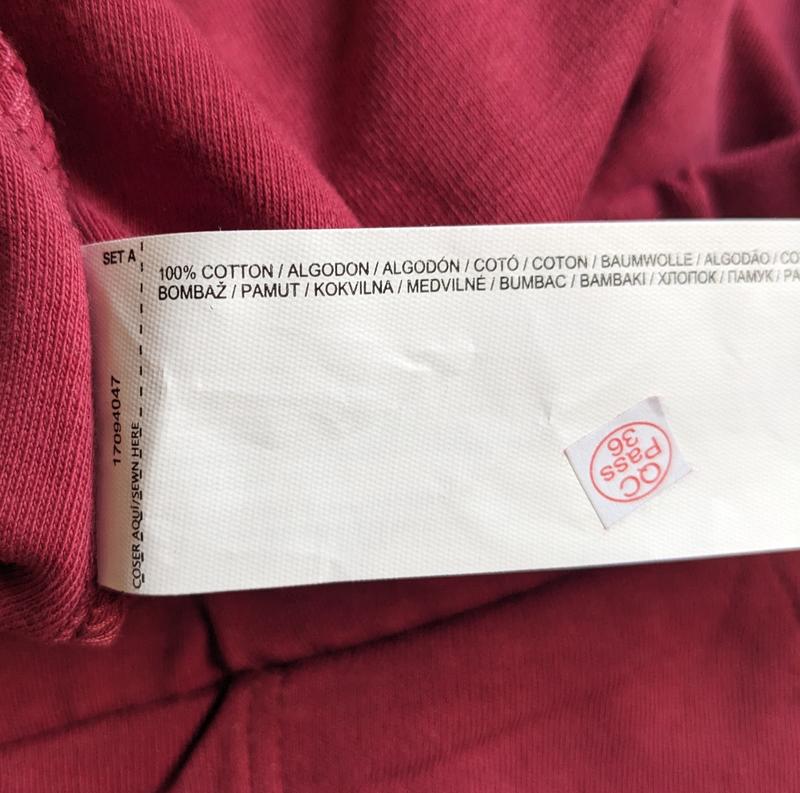 SET A
100% COTTON / ALGODON / ALGODÓN / COTÓ / COTON / BAUMWOLLE / ALGODÃO /
BOMBAŽ / PAMUT / KOKVILNA / MEDVILNĖ / BUMBAC / BAMBAKI / ХЛОПОК / ПАМУК /
17094047
COSER AQUÍ/SEWN HERE
QC
Pass
36